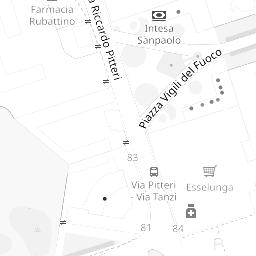 Farmacia
Rubattino
a Riccardo Pitteri
Intesa
Sanpaolo
Piazza Vigili del Fuoco
83
Via Pitteri
- Via Tanzi
Esselunga
81
84